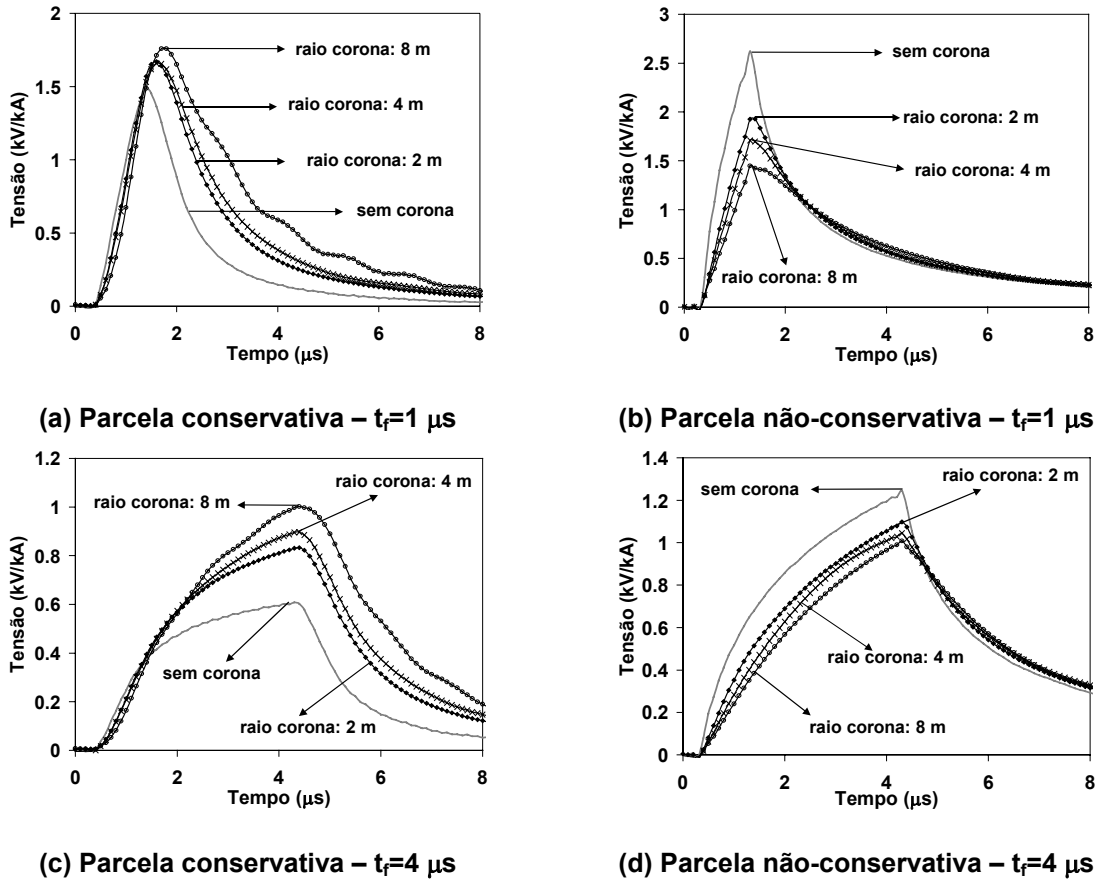 2
1.5
1
0.5
0
Tensão (kV/kA)
raio corona: 8 m
raio corona: 4 m
raio corona: 2 m
sem corona
0 2 4 6 8
Tempo (μs)
(a) Parcela conservativa – tf=1 μs
3
2.5
2
1.5
1
0.5
0
Tensão (kV/kA)
sem corona
raio corona: 2 m
raio corona: 4 m
raio corona: 8 m
0 2 4 6 8
Tempo (μs)
(b) Parcela não-conservativa – tf=1 μs
1.2
1
0.8
0.6
0.4
0.2
0
Tensão (kV/kA)
raio corona: 4 m
raio corona: 8 m
sem corona
raio corona: 2 m
0 2 4 6 8
Tempo (μs)
(c) Parcela conservativa – tf=4 μs
1.4
1.2
1
0.8
0.6
0.4
0.2
0
Tensão (kV/kA)
raio corona: 2 m
sem corona
raio corona: 4 m
raio corona: 8 m
0 2 4 6 8
Tempo (μs)
(d) Parcela não-conservativa – tf=4 μs